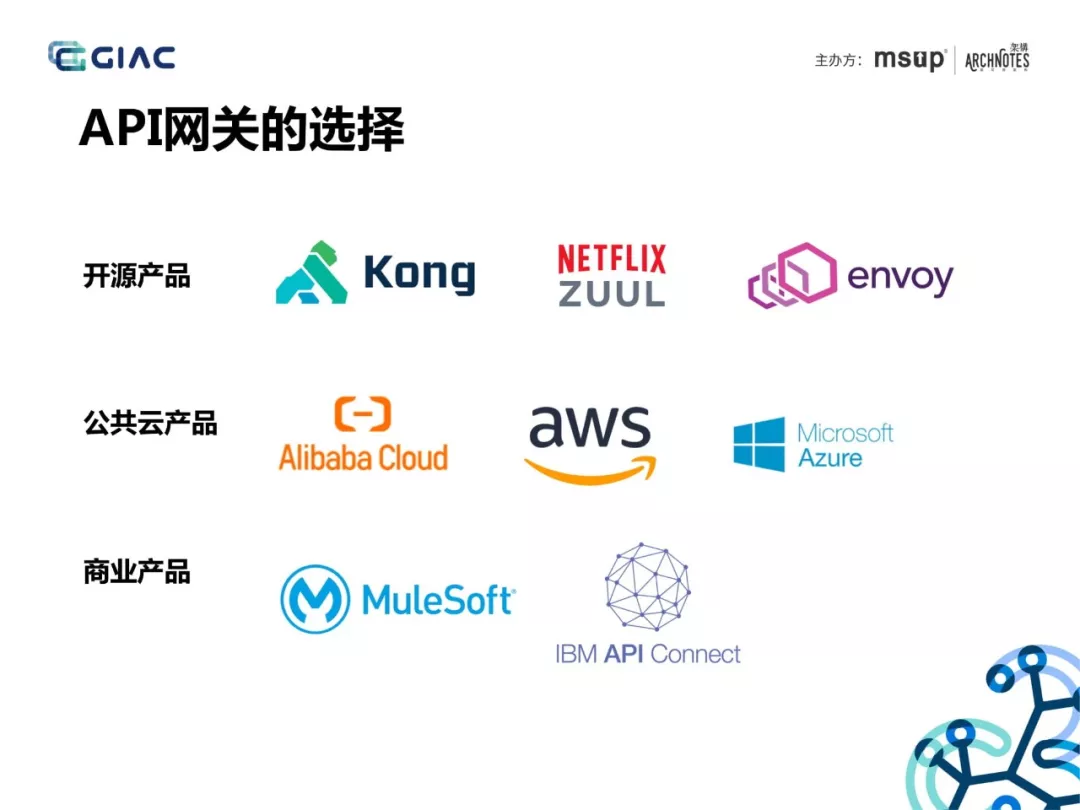 GIAC
主办方: msup 架構 ARCHNOTES
API网关的选择
开源产品 Kong NETFLIX ZUUL envoy
公共云产品 Alibaba Cloud aws Microsoft Azure
商业产品 MuleSoft IBM API Connect